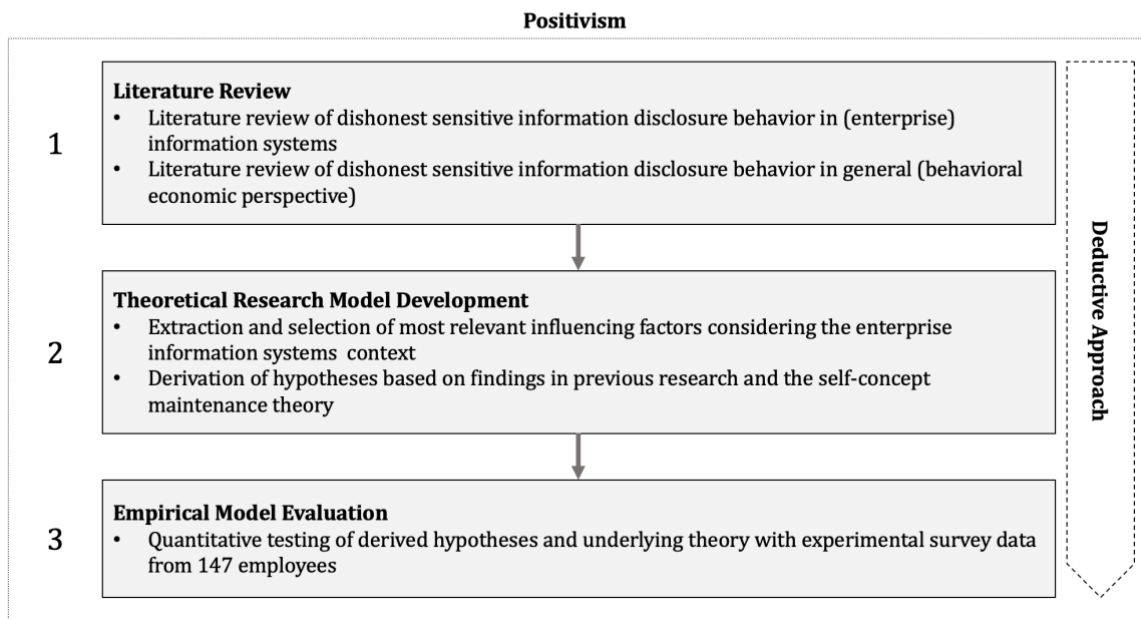 Positivism
1
Literature Review
• Literature review of dishonest sensitive information disclosure behavior in (enterprise)
information systems
• Literature review of dishonest sensitive information disclosure behavior in general (behavioral
economic perspective)
2
Theoretical Research Model Development
• Extraction and selection of most relevant influencing factors considering the enterprise
information systems context
• Derivation of hypotheses based on findings in previous research and the self-concept
maintenance theory
3
Empirical Model Evaluation
• Quantitative testing of derived hypotheses and underlying theory with experimental survey data
from 147 employees
Deductive Approach